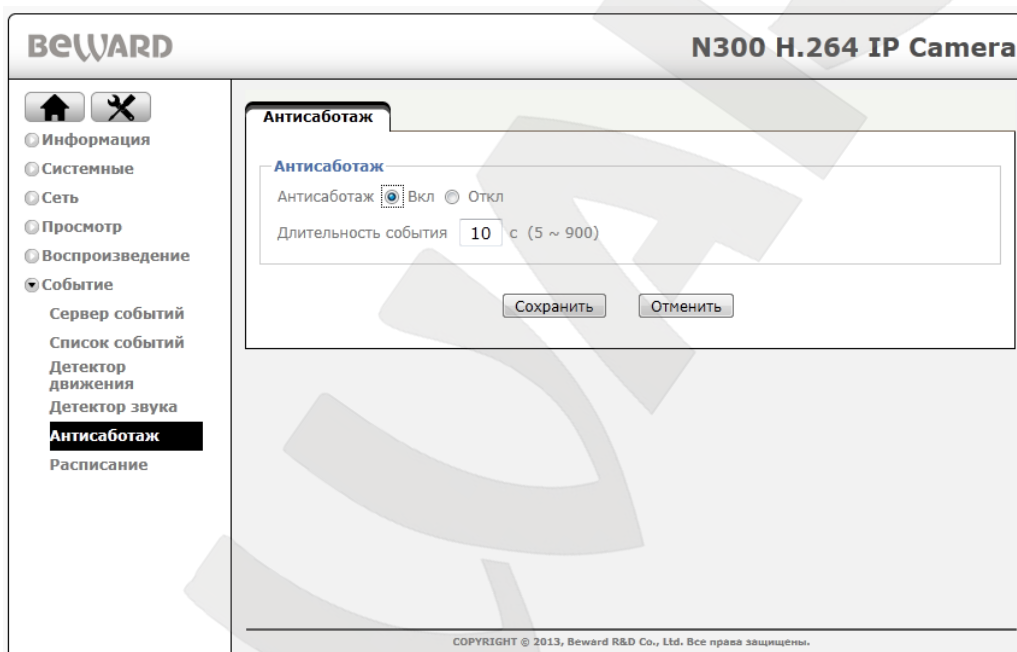 BEWARD
N300 H.264 IP Camera
Информация
Системные
Сеть
Просмотр
Воспроизведение
Событие
Сервер событий
Список событий
Детектор
движения
Детектор звука
Антисаботаж
Расписание
Антисаботаж
Антисаботаж
Антисаботаж Вкл Откл
Длительность события 10 с (5 ~ 900)
Сохранить Отменить
COPYRIGHT © 2013, Beward R&D Co., Ltd. Все права защищены.